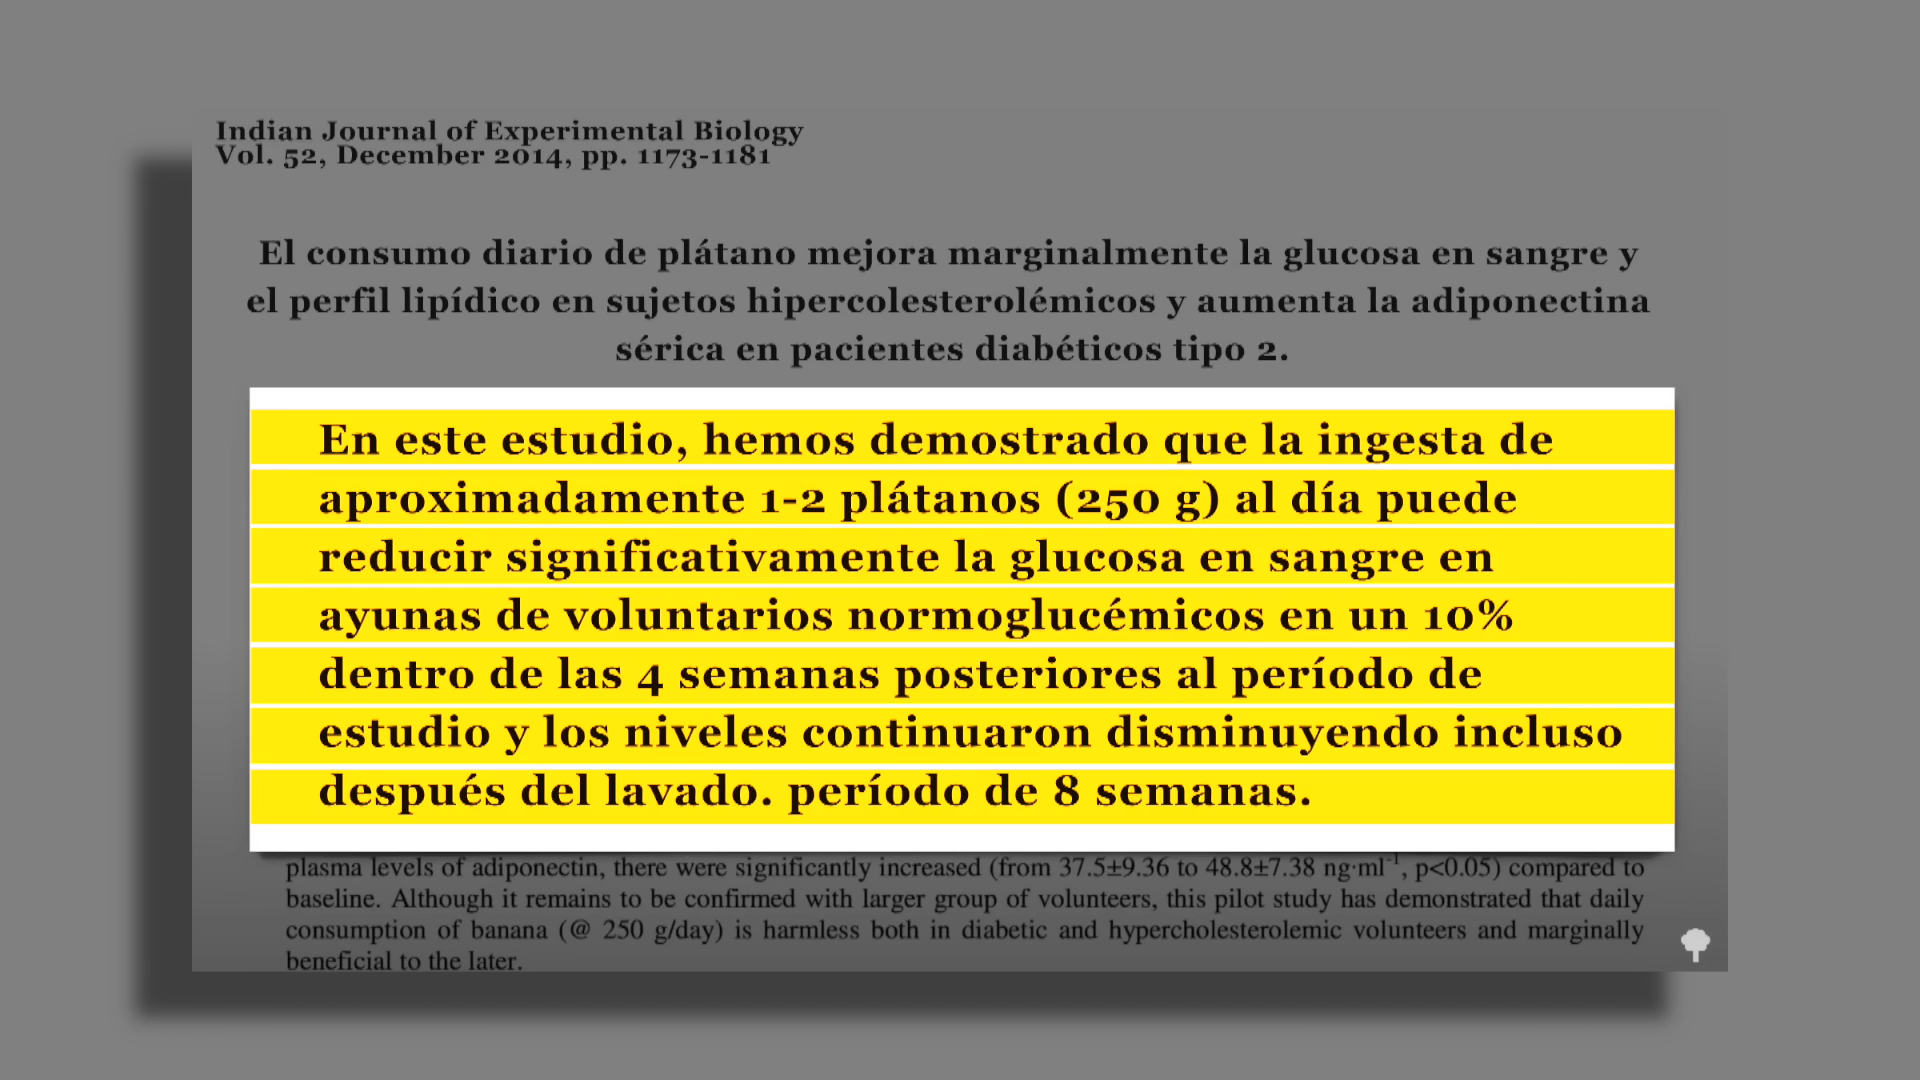 Indian Journal of Experimental Biology
Vol. 52, December 2014, pp. 1173-1181
El consumo diario de plátano mejora marginalmente la glucosa en sangre y
el perfil lipídico en sujetos hipercolesterolémicos y aumenta la adiponectina
sérica en pacientes diabéticos tipo 2.
En este estudio, hemos demostrado que la ingesta de
aproximadamente 1-2 plátanos (250 g) al día puede
reducir significativamente la glucosa en sangre en
ayunas de voluntarios normoglucémicos en un 10%
dentro de las 4 semanas posteriores al período de
estudio y los niveles continuaron disminuyendo incluso
después del lavado. período de 8 semanas.
plasma levels of adiponectin, there were significantly increased (from 37.5±9.36 to 48.8±7.38 ng·ml⁻¹, p<0.05) compared to
baseline. Although it remains to be confirmed with larger group of volunteers, this pilot study has demonstrated that daily
consumption of banana (@ 250 g/day) is harmless both in diabetic and hypercholesterolemic volunteers and marginally
beneficial to the later.